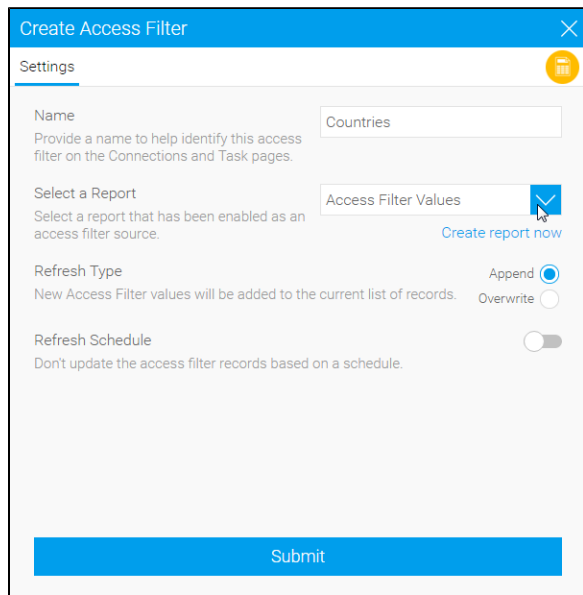 Create Access Filter
Settings
Name
Provide a name to help identify this access
filter on the Connections and Task pages.
Countries
Select a Report
Select a report that has been enabled as an
access filter source.
Access Filter Values
Create report now
Refresh Type
New Access Filter values will be added to the current list of records.
Append
Overwrite
Refresh Schedule
Don't update the access filter records based on a schedule.
Submit